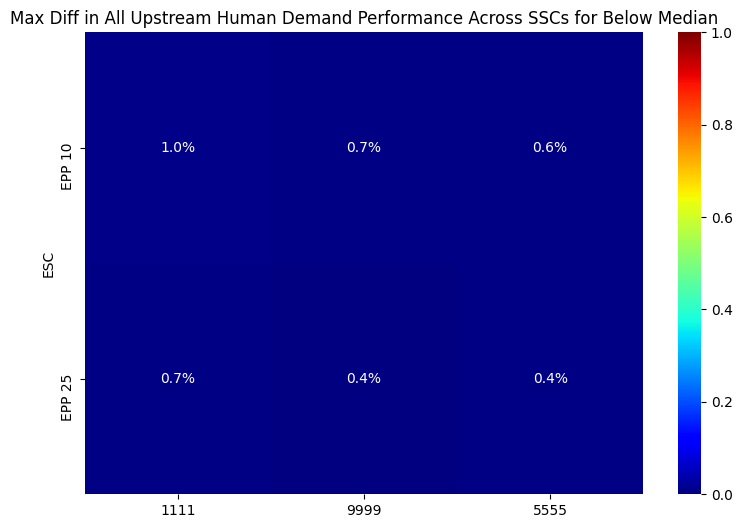 Max Diff in All Upstream Human Demand Performance Across SSCs for Below Median
ESC
EPP 10
1.0% 0.7% 0.6%
EPP 25
0.7% 0.4% 0.4%
1111 9999 5555
1.0
0.8
0.6
0.4
0.2
0.0